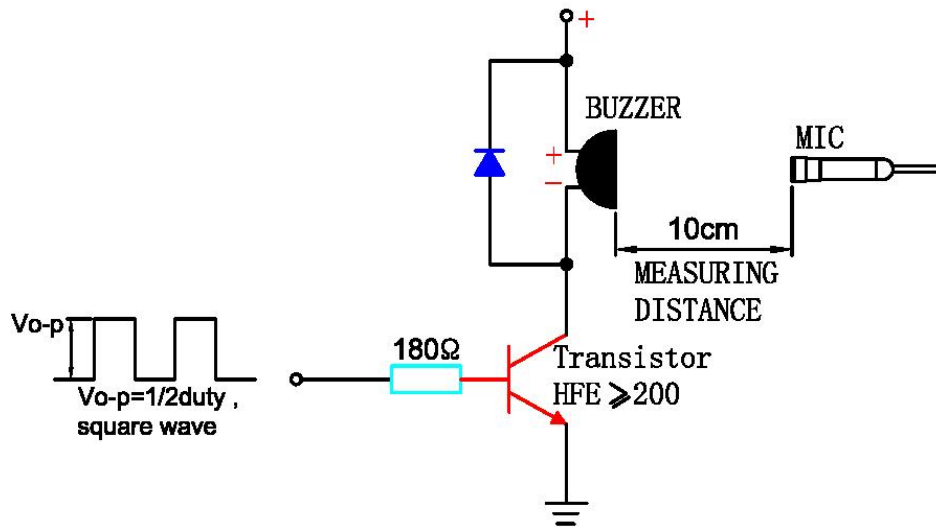 +
BUZZER
MIC
+
−
10cm
MEASURING
DISTANCE
Vo-p
180Ω
Transistor
HFE ≥200
Vo-p=1/2duty ,
square wave